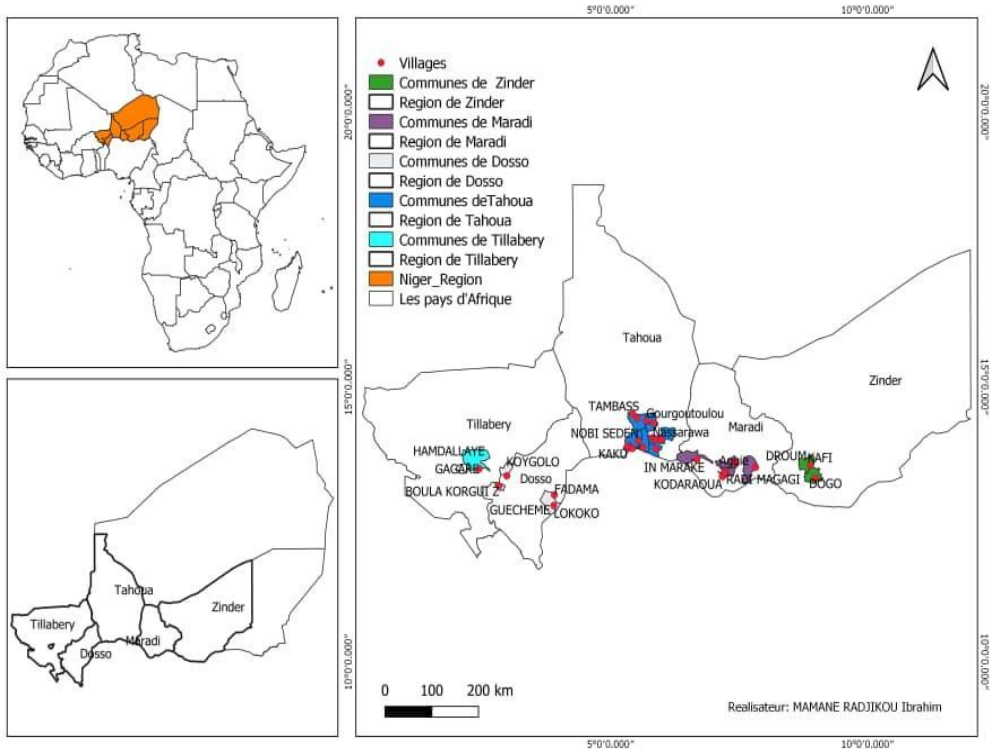 5°0'0.000"
10°0'0.000"
20°0'0.000"
20°0'0.000"
Villages
Communes de Zinder
Region de Zinder
Communes de Maradi
Region de Maradi
Communes de Dosso
Region de Dosso
Communes deTahoua
Region de Tahoua
Communes de Tillabery
Region de Tillabery
Niger_Region
Les pays d'Afrique
Tahoua
15°0'0.000"
15°0'0.000"
Zinder
TAMBASS
Gourgoutoulou
Tillabery
NOBI SEDEN
Nassarawa
Maradi
HAMDALLAYE
KAKU
DROUM
KAFI
KOYGOLO
IN MARAKE
Aguie
Dosso
KODARAOUA
RADI MAGAGI
DOGO
BOULA KORGUI Z
FADAMA
GUECHEME
LOKOKO
Tahoua
Zinder
Tillabery
Maradi
Dosso
10°0'0.000"
10°0'0.000"
0 100 200 km
Realisateur: MAMANE RADJIKOU Ibrahim
5°0'0.000"
10°0'0.000"